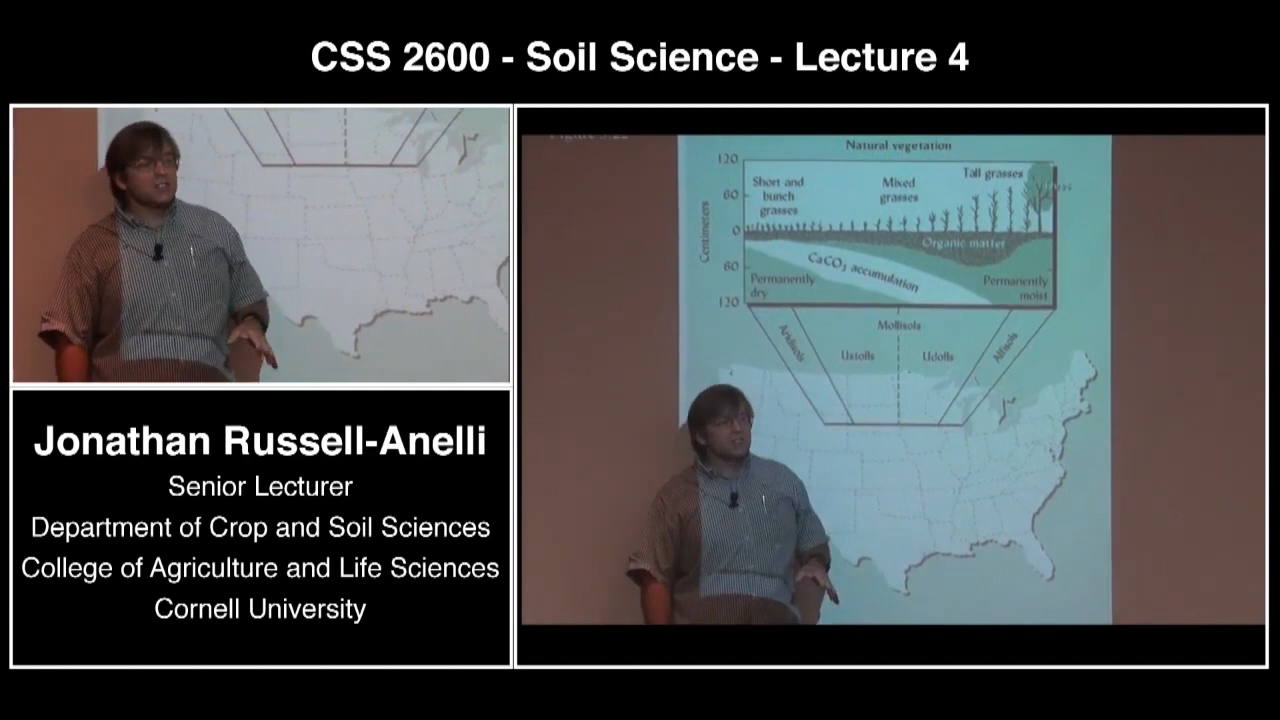 CSS 2600 - Soil Science - Lecture 4
Jonathan Russell-Anelli
Senior Lecturer
Department of Crop and Soil Sciences
College of Agriculture and Life Sciences
Cornell University
Natural vegetation
120
60
0
60
120
Centimeters
Short and
bunch
grasses
Mixed
grasses
Tall grasses
Organic matter
CaCO3 accumulation
Permanently
dry
Permanently
moist
Aridisols
Mollisols
Ustolls
Udolls
Alfisols